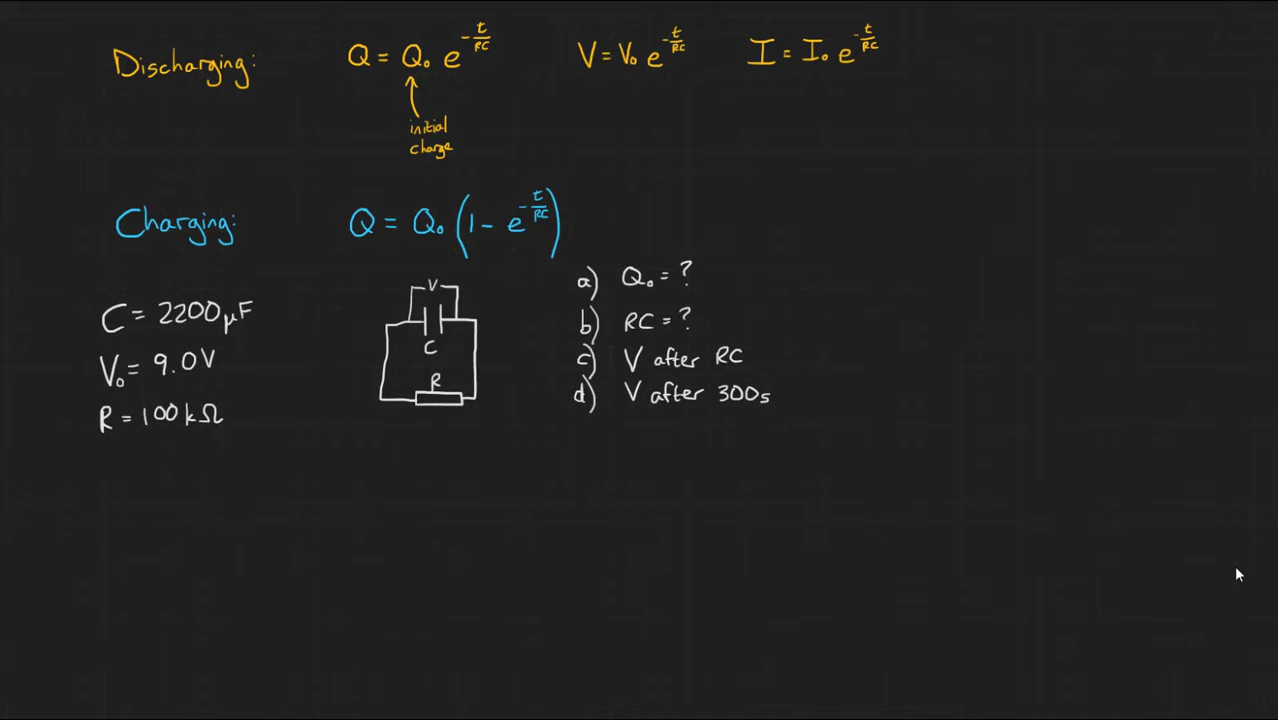 Discharging: Q = Q₀ e^(-t/RC) V = V₀ e^(-t/RC) I = I₀ e^(-t/RC)
initial
charge
Charging: Q = Q₀ (1 - e^(-t/RC))
C = 2200μF
V₀ = 9.0V
R = 100kΩ
V
C
R
a) Q₀ = ?
b) RC = ?
c) V after RC
d) V after 300s